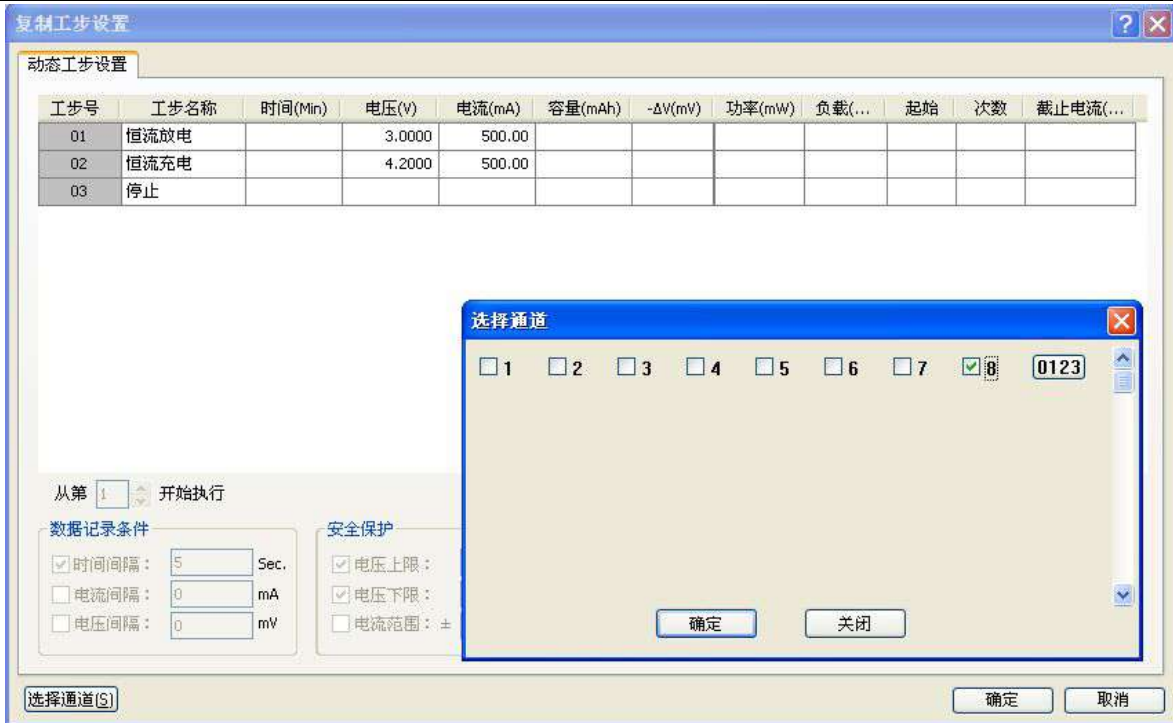 复制工步设置
动态工步设置
工步号 工步名称 时间(Min) 电压(V) 电流(mA) 容量(mAh) -ΔV(mV) 功率(mW) 负载(... 起始 次数 截止电流(...
01 恒流放电 3.0000 500.00
02 恒流充电 4.2000 500.00
03 停止
选择通道
1 2 3 4 5 6 7 8 0123
从第 1 开始执行
数据记录条件 安全保护
时间间隔： 5 Sec. 电压上限：
电流间隔： 0 mA 电压下限：
电压间隔： 0 mV 电流范围： ±
确定 关闭
选择通道(S) 确定 取消